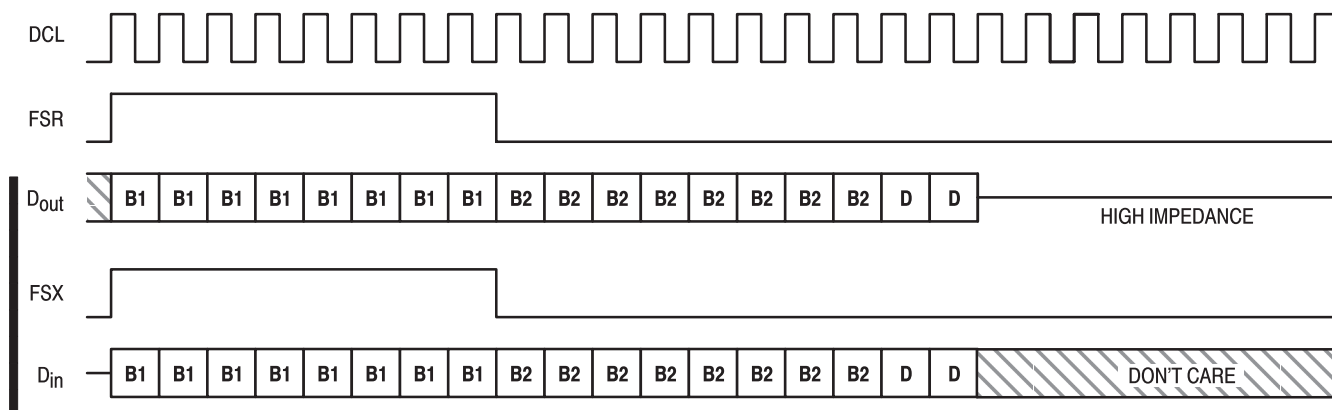 DCL
FSR
Dout B1 B1 B1 B1 B1 B1 B1 B1 B2 B2 B2 B2 B2 B2 B2 B2 D D
HIGH IMPEDANCE
FSX
Din B1 B1 B1 B1 B1 B1 B1 B1 B2 B2 B2 B2 B2 B2 B2 B2 D D DON'T CARE